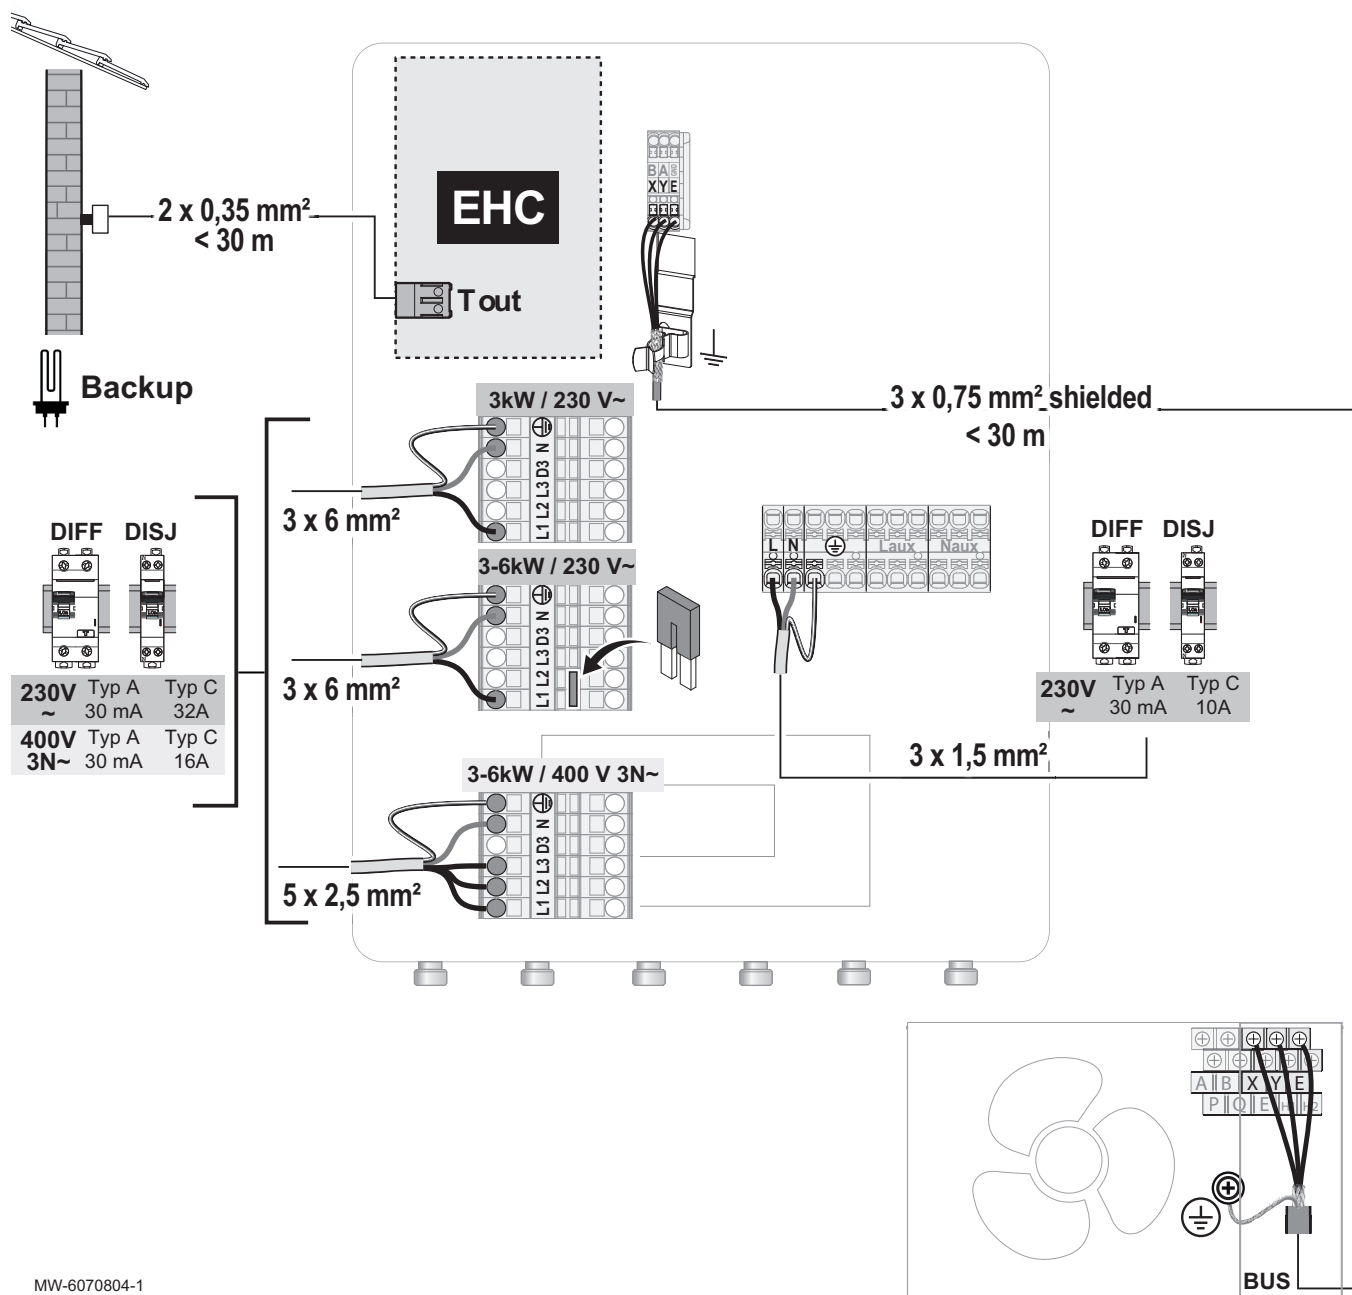 EHC
B A
X Y E
2 x 0,35 mm²
< 30 m
Tout
Backup
3 x 0,75 mm² shielded
< 30 m
3kW / 230 V~
L1 L2 L3 D3 N
3 x 6 mm²
3-6kW / 230 V~
L1 L2 L3 D3 N
3 x 6 mm²
DIFF DISJ
230V Typ A Typ C
~ 30 mA 32A
400V Typ A Typ C
3N~ 30 mA 16A
L N Laux Naux
DIFF DISJ
230V Typ A Typ C
~ 30 mA 10A
3 x 1,5 mm²
3-6kW / 400 V 3N~
L1 L2 L3 D3 N
5 x 2,5 mm²
A B X Y E
P Q E H1 H2
BUS
MW-6070804-1